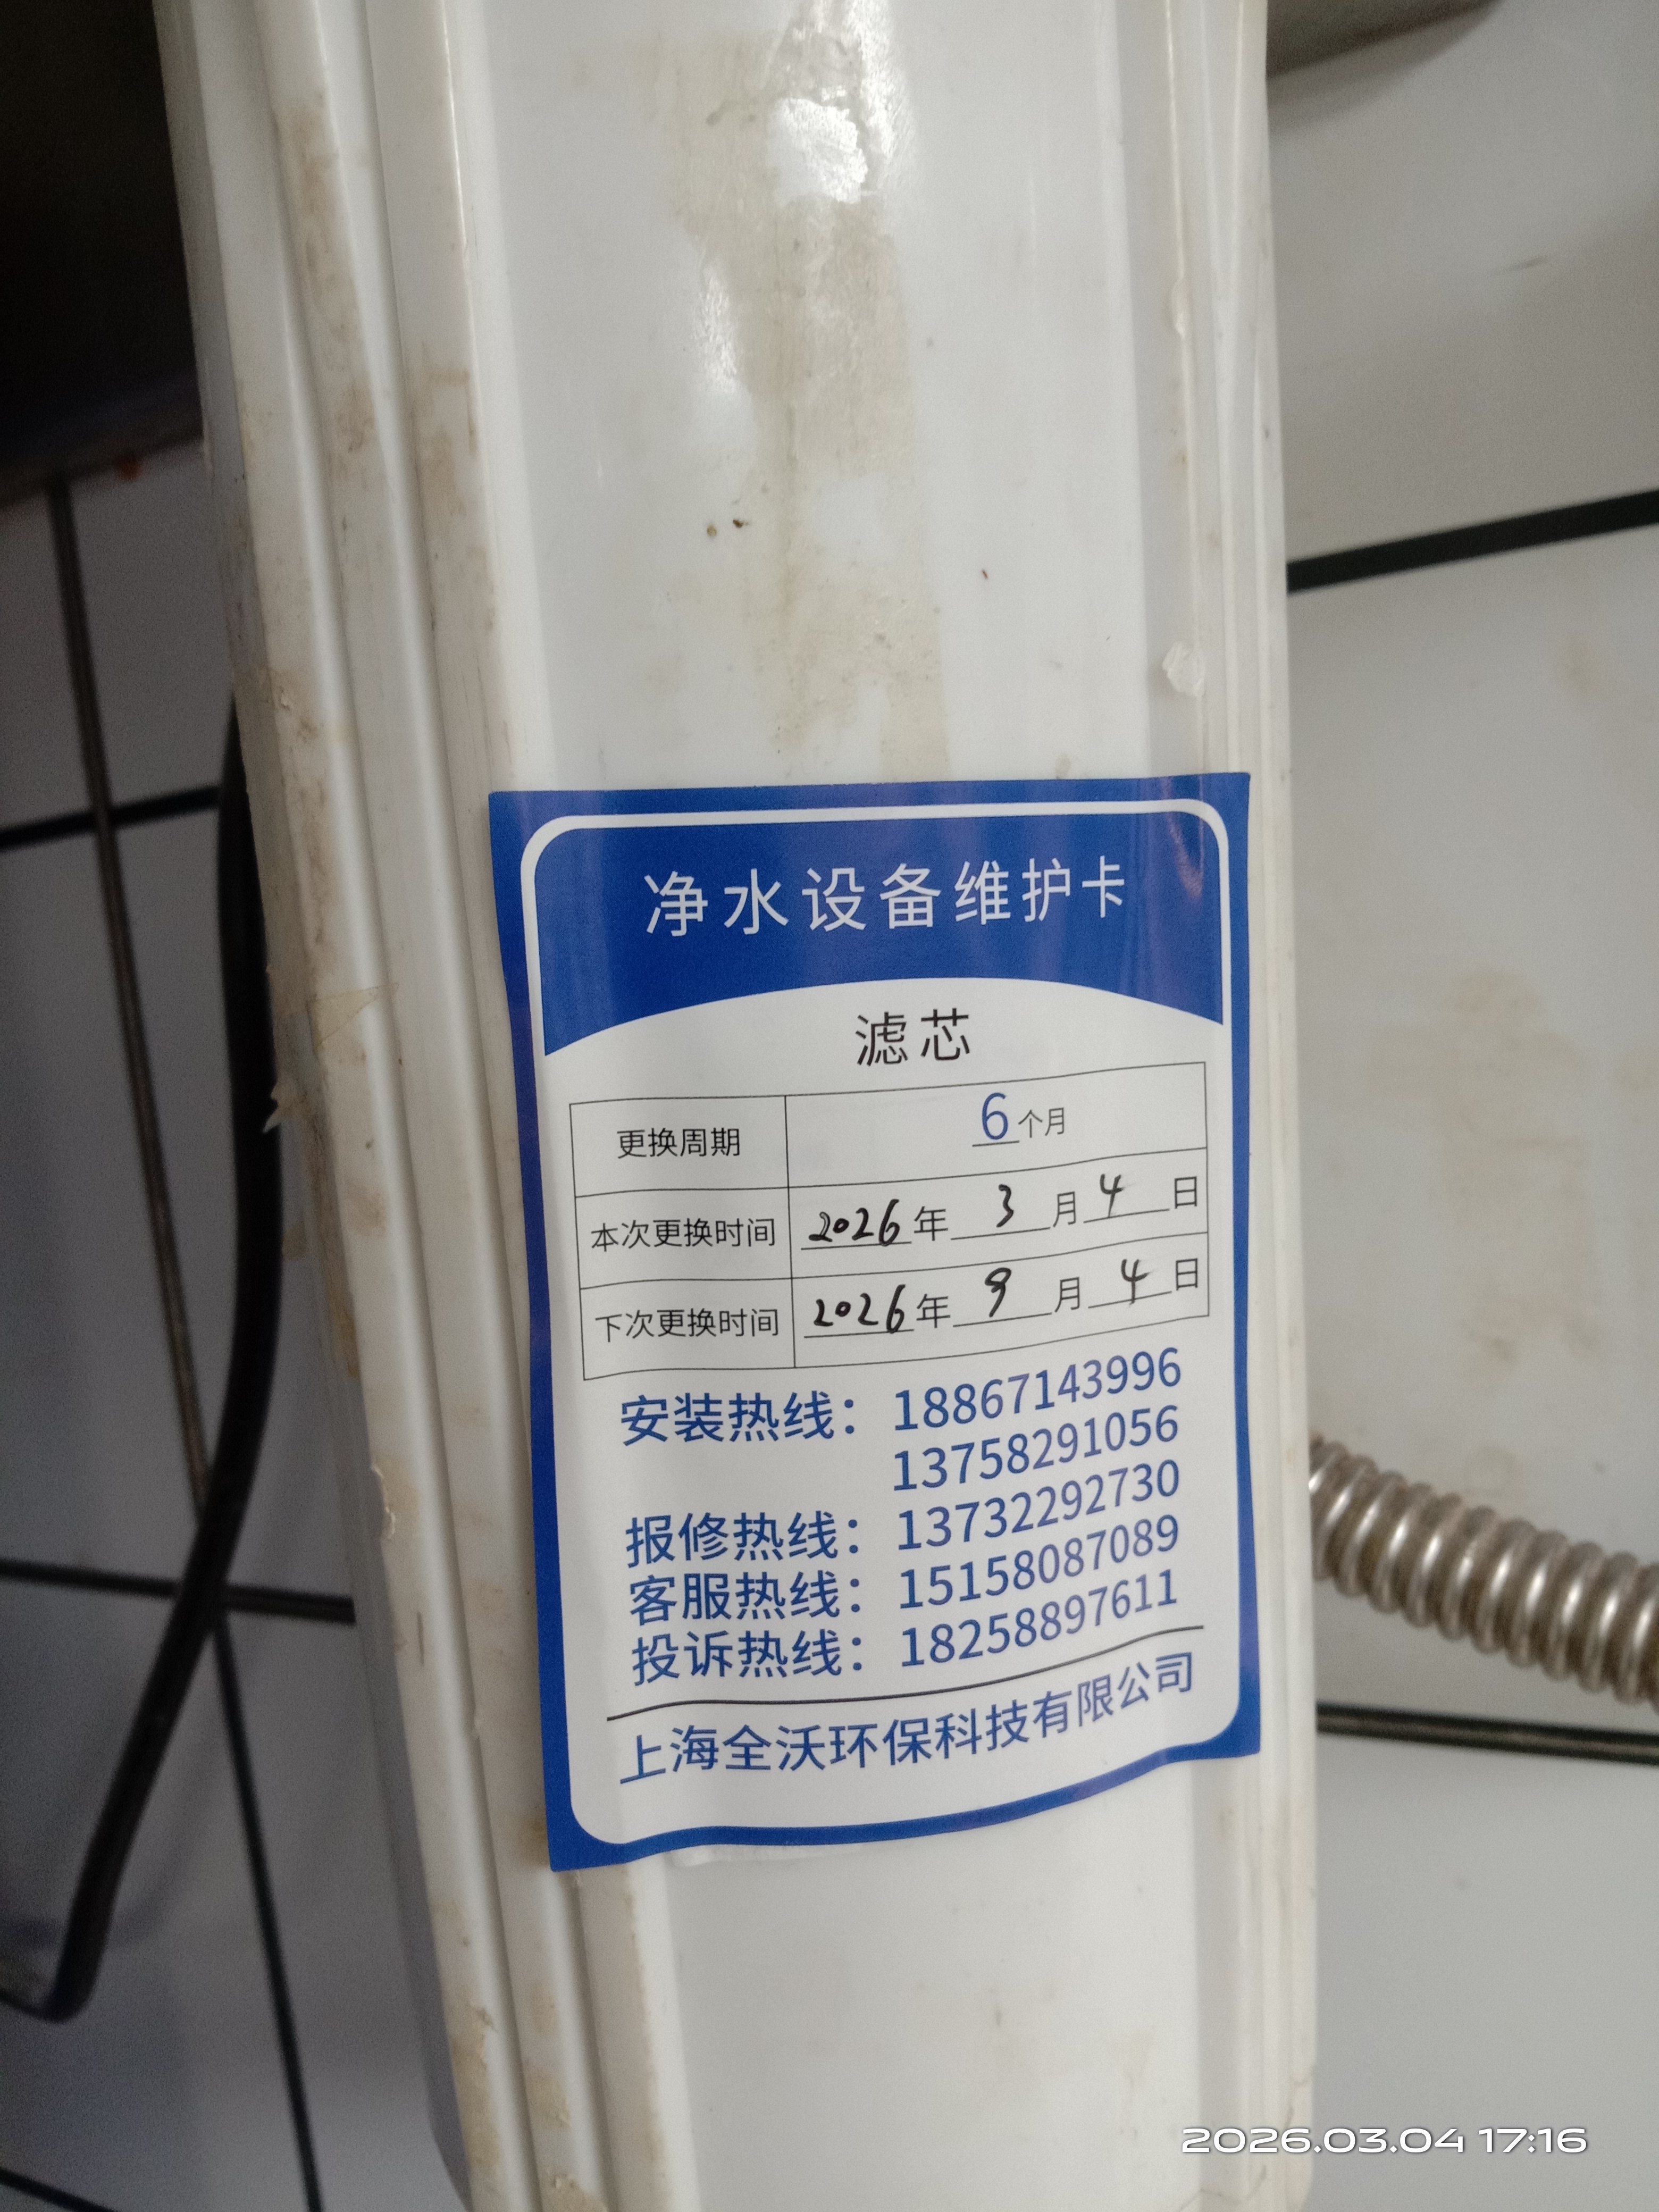 净水设备维护卡
滤芯
更换周期 6个月
本次更换时间 2026年3月4日
下次更换时间 2026年9月4日
安装热线：18867143996
13758291056
报修热线：13732292730
客服热线：15158087089
投诉热线：18258897611
上海全沃环保科技有限公司
2026.03.04 17:16